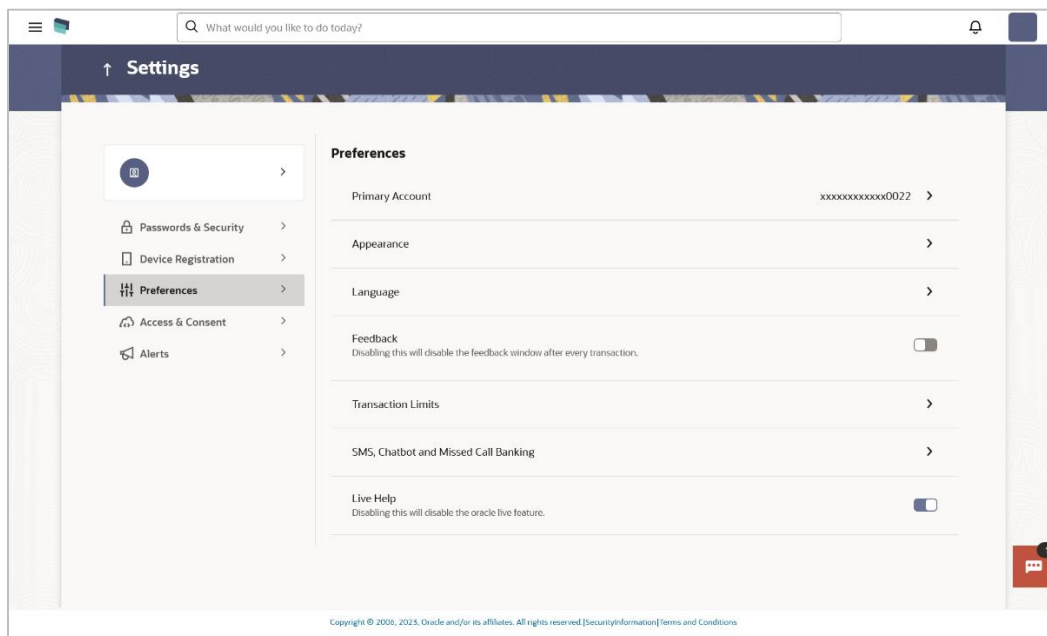 What would you like to do today?
↑ Settings
Preferences
Primary Account xxxxxxxxxxxx0022
Passwords & Security
Appearance
Device Registration
Preferences
Language
Access & Consent
Feedback
Disabling this will disable the feedback window after every transaction.
Alerts
Transaction Limits
SMS, Chatbot and Missed Call Banking
Live Help
Disabling this will disable the oracle live feature.
Copyright © 2006, 2023, Oracle and/or its affiliates. All rights reserved.|SecurityInformation|Terms and Conditions